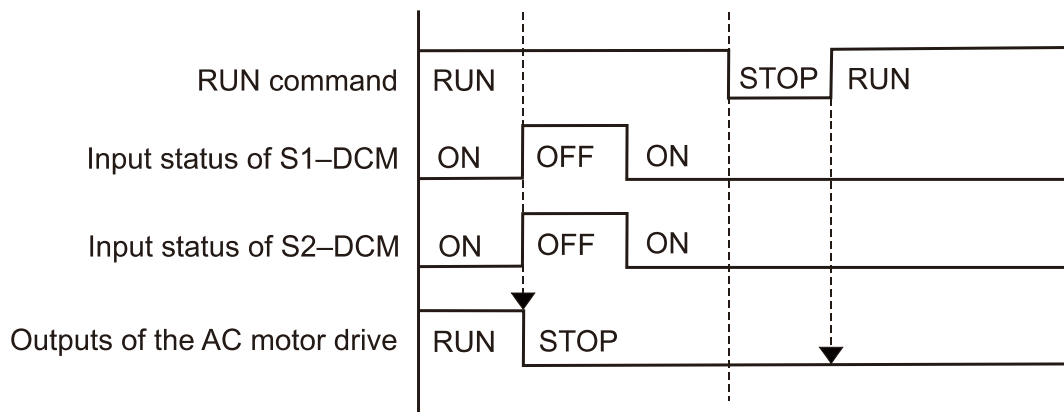 RUN command RUN STOP RUN
Input status of S1–DCM ON OFF ON
Input status of S2–DCM ON OFF ON
Outputs of the AC motor drive RUN STOP